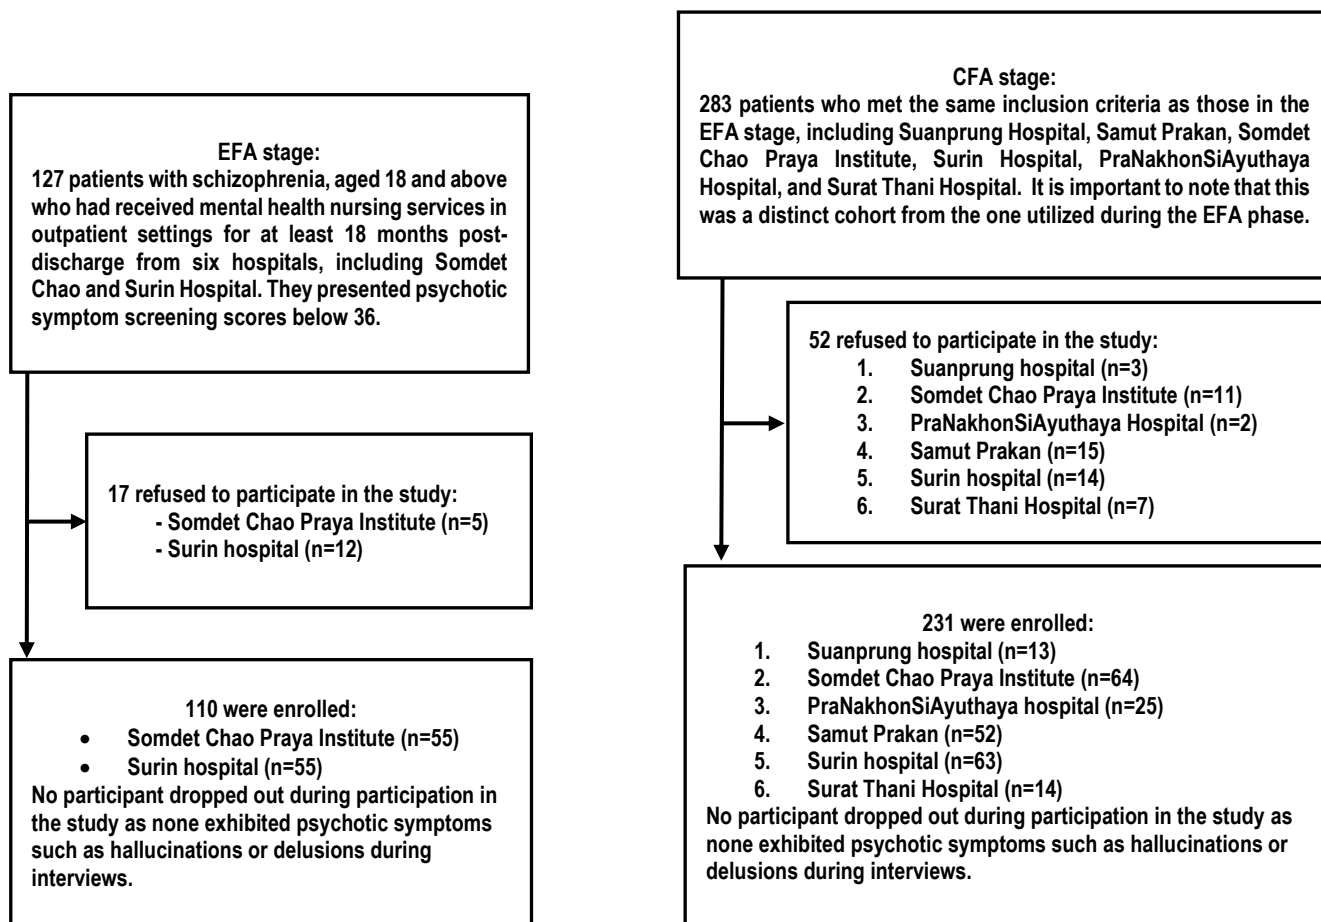 EFA stage:
127 patients with schizophrenia, aged 18 and above
who had received mental health nursing services in
outpatient settings for at least 18 months post-
discharge from six hospitals, including Somdet
Chao and Surin Hospital. They presented psychotic
symptom screening scores below 36.
17 refused to participate in the study:
- Somdet Chao Praya Institute (n=5)
- Surin hospital (n=12)
110 were enrolled:
• Somdet Chao Praya Institute (n=55)
• Surin hospital (n=55)
No participant dropped out during participation in
the study as none exhibited psychotic symptoms
such as hallucinations or delusions during
interviews.
CFA stage:
283 patients who met the same inclusion criteria as those in the
EFA stage, including Suanprung Hospital, Samut Prakan, Somdet
Chao Praya Institute, Surin Hospital, PraNakhonSiAyuthaya
Hospital, and Surat Thani Hospital. It is important to note that this
was a distinct cohort from the one utilized during the EFA phase.
52 refused to participate in the study:
1. Suanprung hospital (n=3)
2. Somdet Chao Praya Institute (n=11)
3. PraNakhonSiAyuthaya Hospital (n=2)
4. Samut Prakan (n=15)
5. Surin hospital (n=14)
6. Surat Thani Hospital (n=7)
231 were enrolled:
1. Suanprung hospital (n=13)
2. Somdet Chao Praya Institute (n=64)
3. PraNakhonSiAyuthaya hospital (n=25)
4. Samut Prakan (n=52)
5. Surin hospital (n=63)
6. Surat Thani Hospital (n=14)
No participant dropped out during participation in the study as
none exhibited psychotic symptoms such as hallucinations or
delusions during interviews.